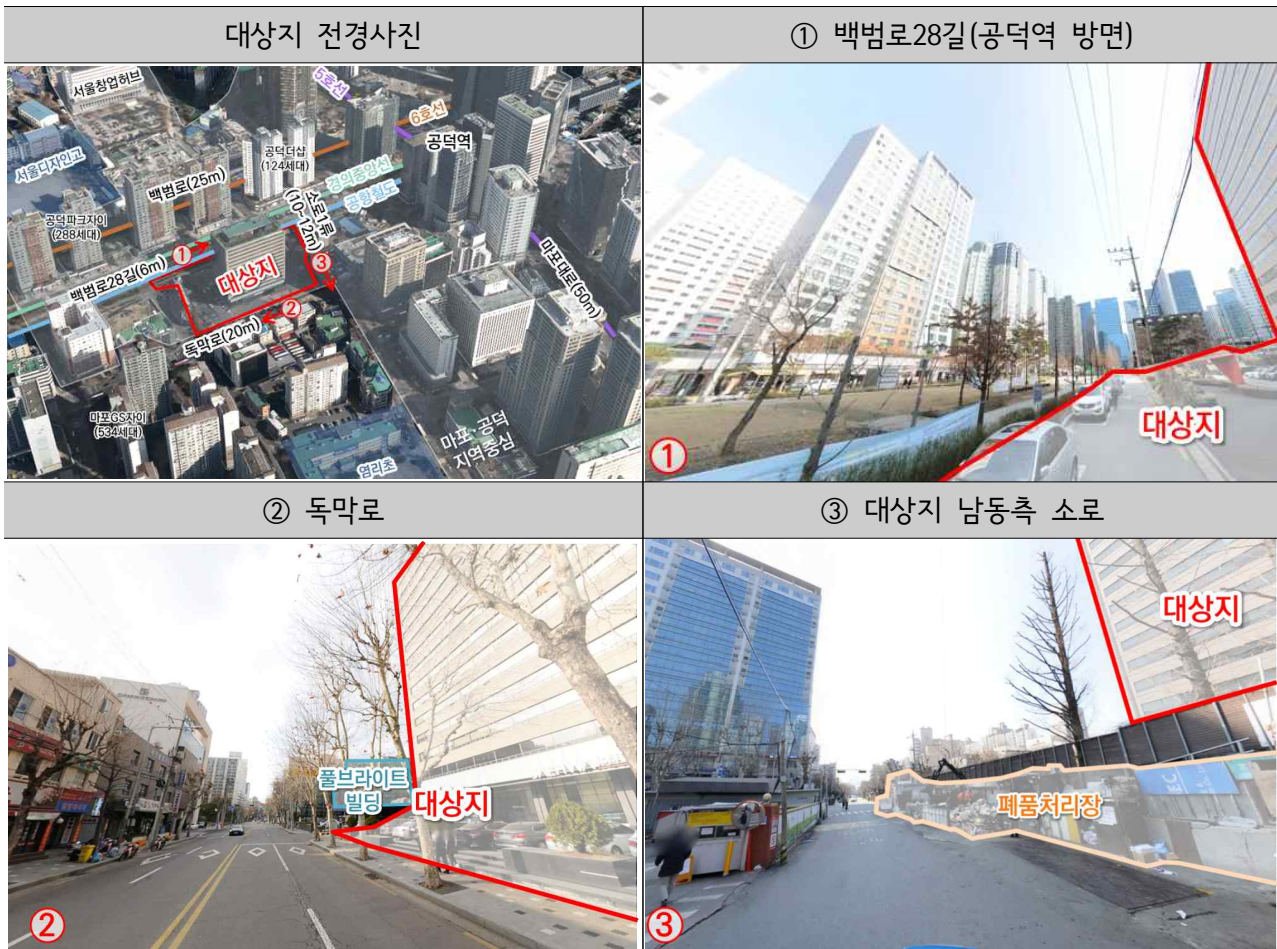 대상지 전경사진
① 백범로28길(공덕역 방면)
서울창업허브
5호선
6호선
공덕역
서울디자인고
공덕더샵
(124세대)
백범로(25m)
경의중앙선
공항철도
소로1류
(10~12m)
공덕파크자이
(288세대)
①
백범로28길(6m)
대상지
③
②
마포대로(50m)
독막로(20m)
마포GS자이
(534세대)
마포·공덕
지역중심
염리초
대상지
①
② 독막로
③ 대상지 남동측 소로
풀브라이트
빌딩
대상지
②
대상지
폐품처리장
③